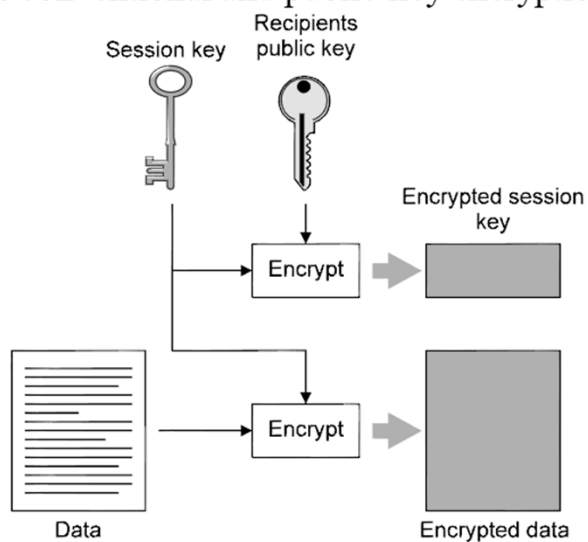 Session key
Recipients
public key
Encrypted session
key
Encrypt
Encrypt
Data
Encrypted data